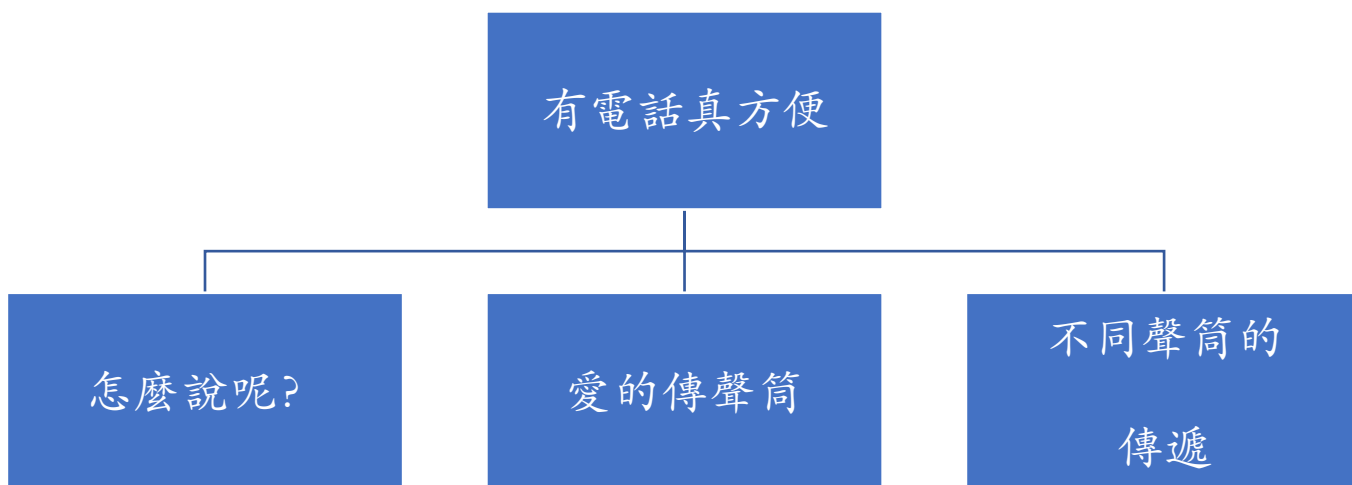 有電話真方便
怎麼說呢?
愛的傳聲筒
不同聲筒的
傳遞